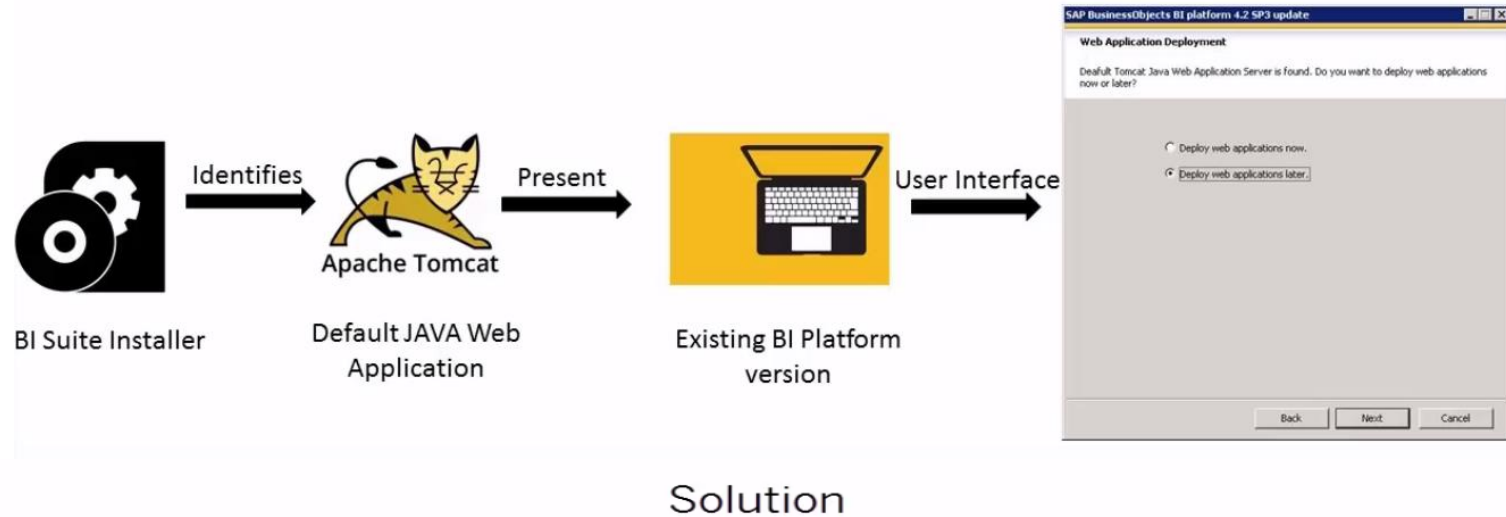 Identifies
Apache Tomcat
BI Suite Installer
Default JAVA Web
Application
Present
Existing BI Platform
version
User Interface
SAP BusinessObjects BI platform 4.2 SP3 update
Web Application Deployment
Deafult Tomcat Java Web Application Server is found. Do you want to deploy web applications
now or later?
Deploy web applications now.
Deploy web applications later.
Back
Next
Cancel
Solution